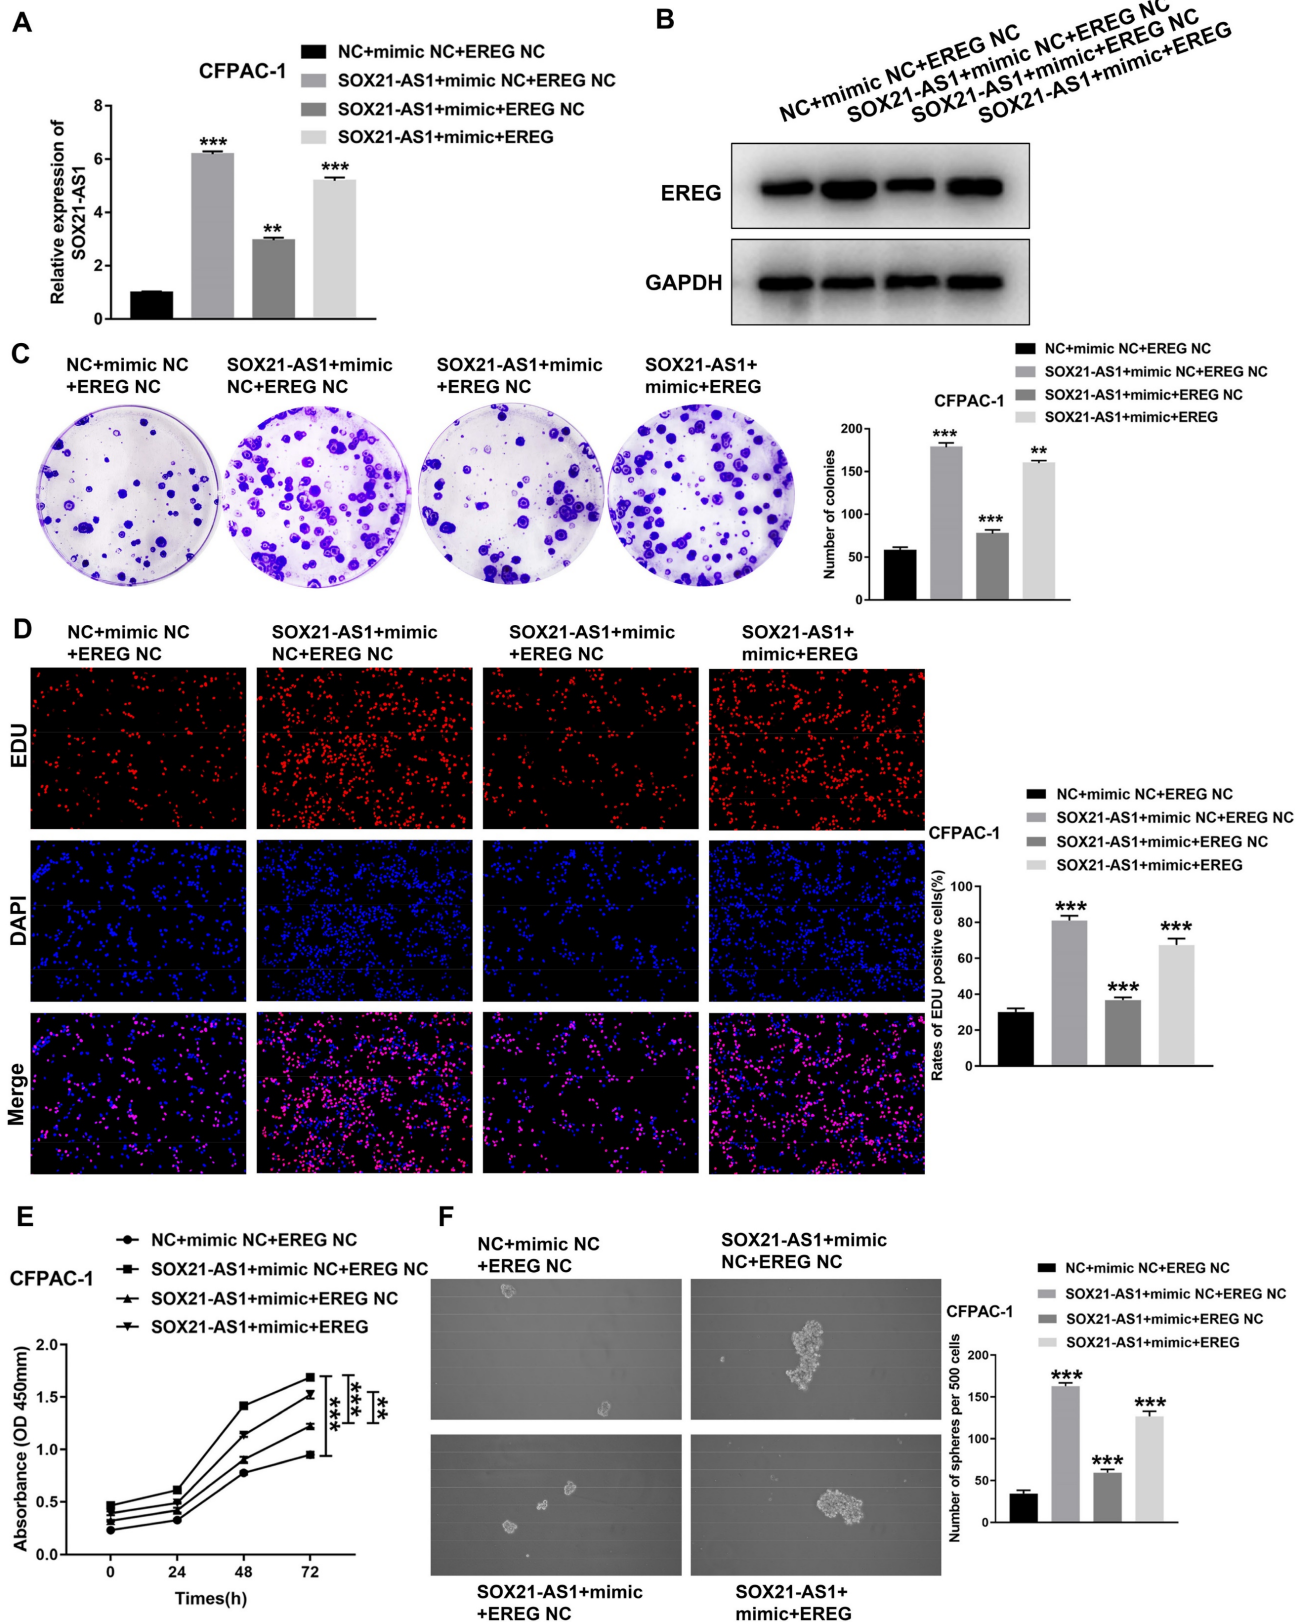 A
CFPAC-1
NC+mimic NC+EREG NC
SOX21-AS1+mimic NC+EREG NC
SOX21-AS1+mimic+EREG NC
SOX21-AS1+mimic+EREG
Relative expression of
SOX21-AS1
8
6
4
2
0
***
**
***
B
NC+mimic NC+EREG NC
SOX21-AS1+mimic NC+EREG NC
SOX21-AS1+mimic+EREG NC
SOX21-AS1+mimic+EREG
EREG
GAPDH
C
NC+mimic NC
+EREG NC
SOX21-AS1+mimic
NC+EREG NC
SOX21-AS1+mimic
+EREG NC
SOX21-AS1+
mimic+EREG
NC+mimic NC+EREG NC
SOX21-AS1+mimic NC+EREG NC
SOX21-AS1+mimic+EREG NC
SOX21-AS1+mimic+EREG
CFPAC-1
Number of colonies
200
150
100
50
0
***
***
**
D
NC+mimic NC
+EREG NC
SOX21-AS1+mimic
NC+EREG NC
SOX21-AS1+mimic
+EREG NC
SOX21-AS1+
mimic+EREG
EDU
DAPI
Merge
NC+mimic NC+EREG NC
SOX21-AS1+mimic NC+EREG NC
SOX21-AS1+mimic+EREG NC
SOX21-AS1+mimic+EREG
CFPAC-1
Rates of EDU positive cells(%)
100
80
60
40
20
0
***
***
***
E
CFPAC-1
NC+mimic NC+EREG NC
SOX21-AS1+mimic NC+EREG NC
SOX21-AS1+mimic+EREG NC
SOX21-AS1+mimic+EREG
Absorbance (OD 450mm)
2.0
1.5
1.0
0.5
0.0
0 24 48 72
Times(h)
***
***
**
F
NC+mimic NC
+EREG NC
SOX21-AS1+mimic
NC+EREG NC
SOX21-AS1+mimic
+EREG NC
SOX21-AS1+
mimic+EREG
NC+mimic NC+EREG NC
SOX21-AS1+mimic NC+EREG NC
SOX21-AS1+mimic+EREG NC
SOX21-AS1+mimic+EREG
CFPAC-1
Number of spheres per 500 cells
200
150
100
50
0
***
***
***